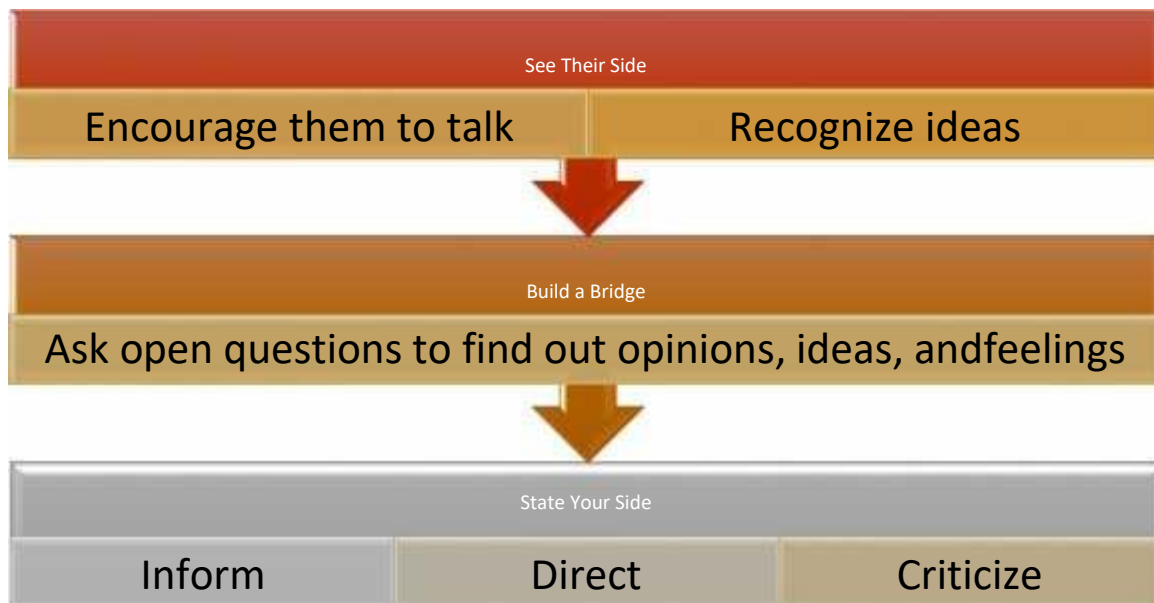 See Their Side
Encourage them to talk
Recognize ideas
Build a Bridge
Ask open questions to find out opinions, ideas, andfeelings
State Your Side
Inform
Direct
Criticize